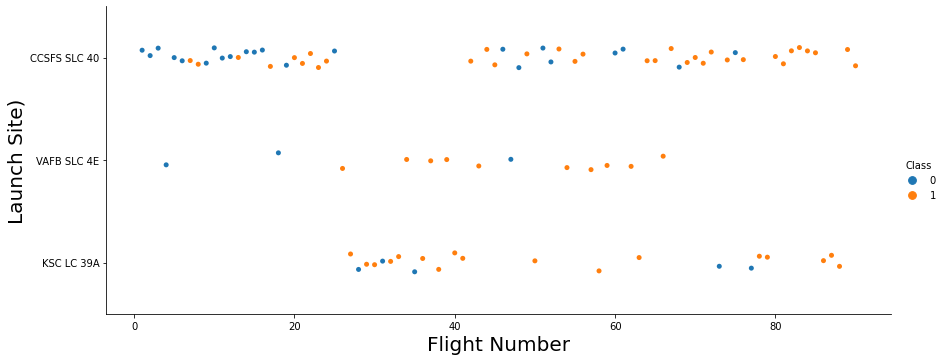 Launch Site)
CCSFS SLC 40
VAFB SLC 4E
KSC LC 39A
0 20 40 60 80
Flight Number
Class
0
1